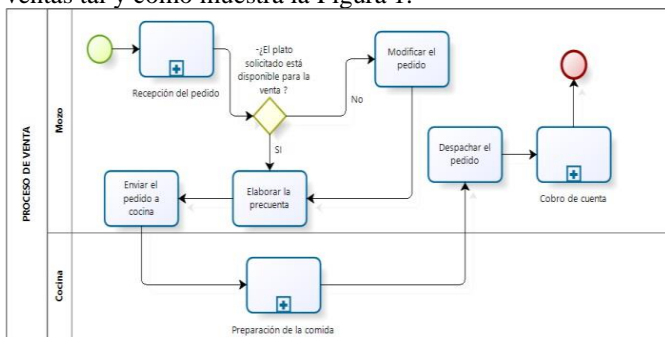 ventas tal y como muestra la Figura 1.
PROCESO DE VENTA
Mozo
Recepción del pedido
-¿El plato
solicitado está
disponible para la
venta ?
No
SI
Modificar el
pedido
Elaborar la
precuenta
Enviar el
pedido a
cocina
Despachar el
pedido
Cobro de cuenta
Cocina
Preparación de la comida